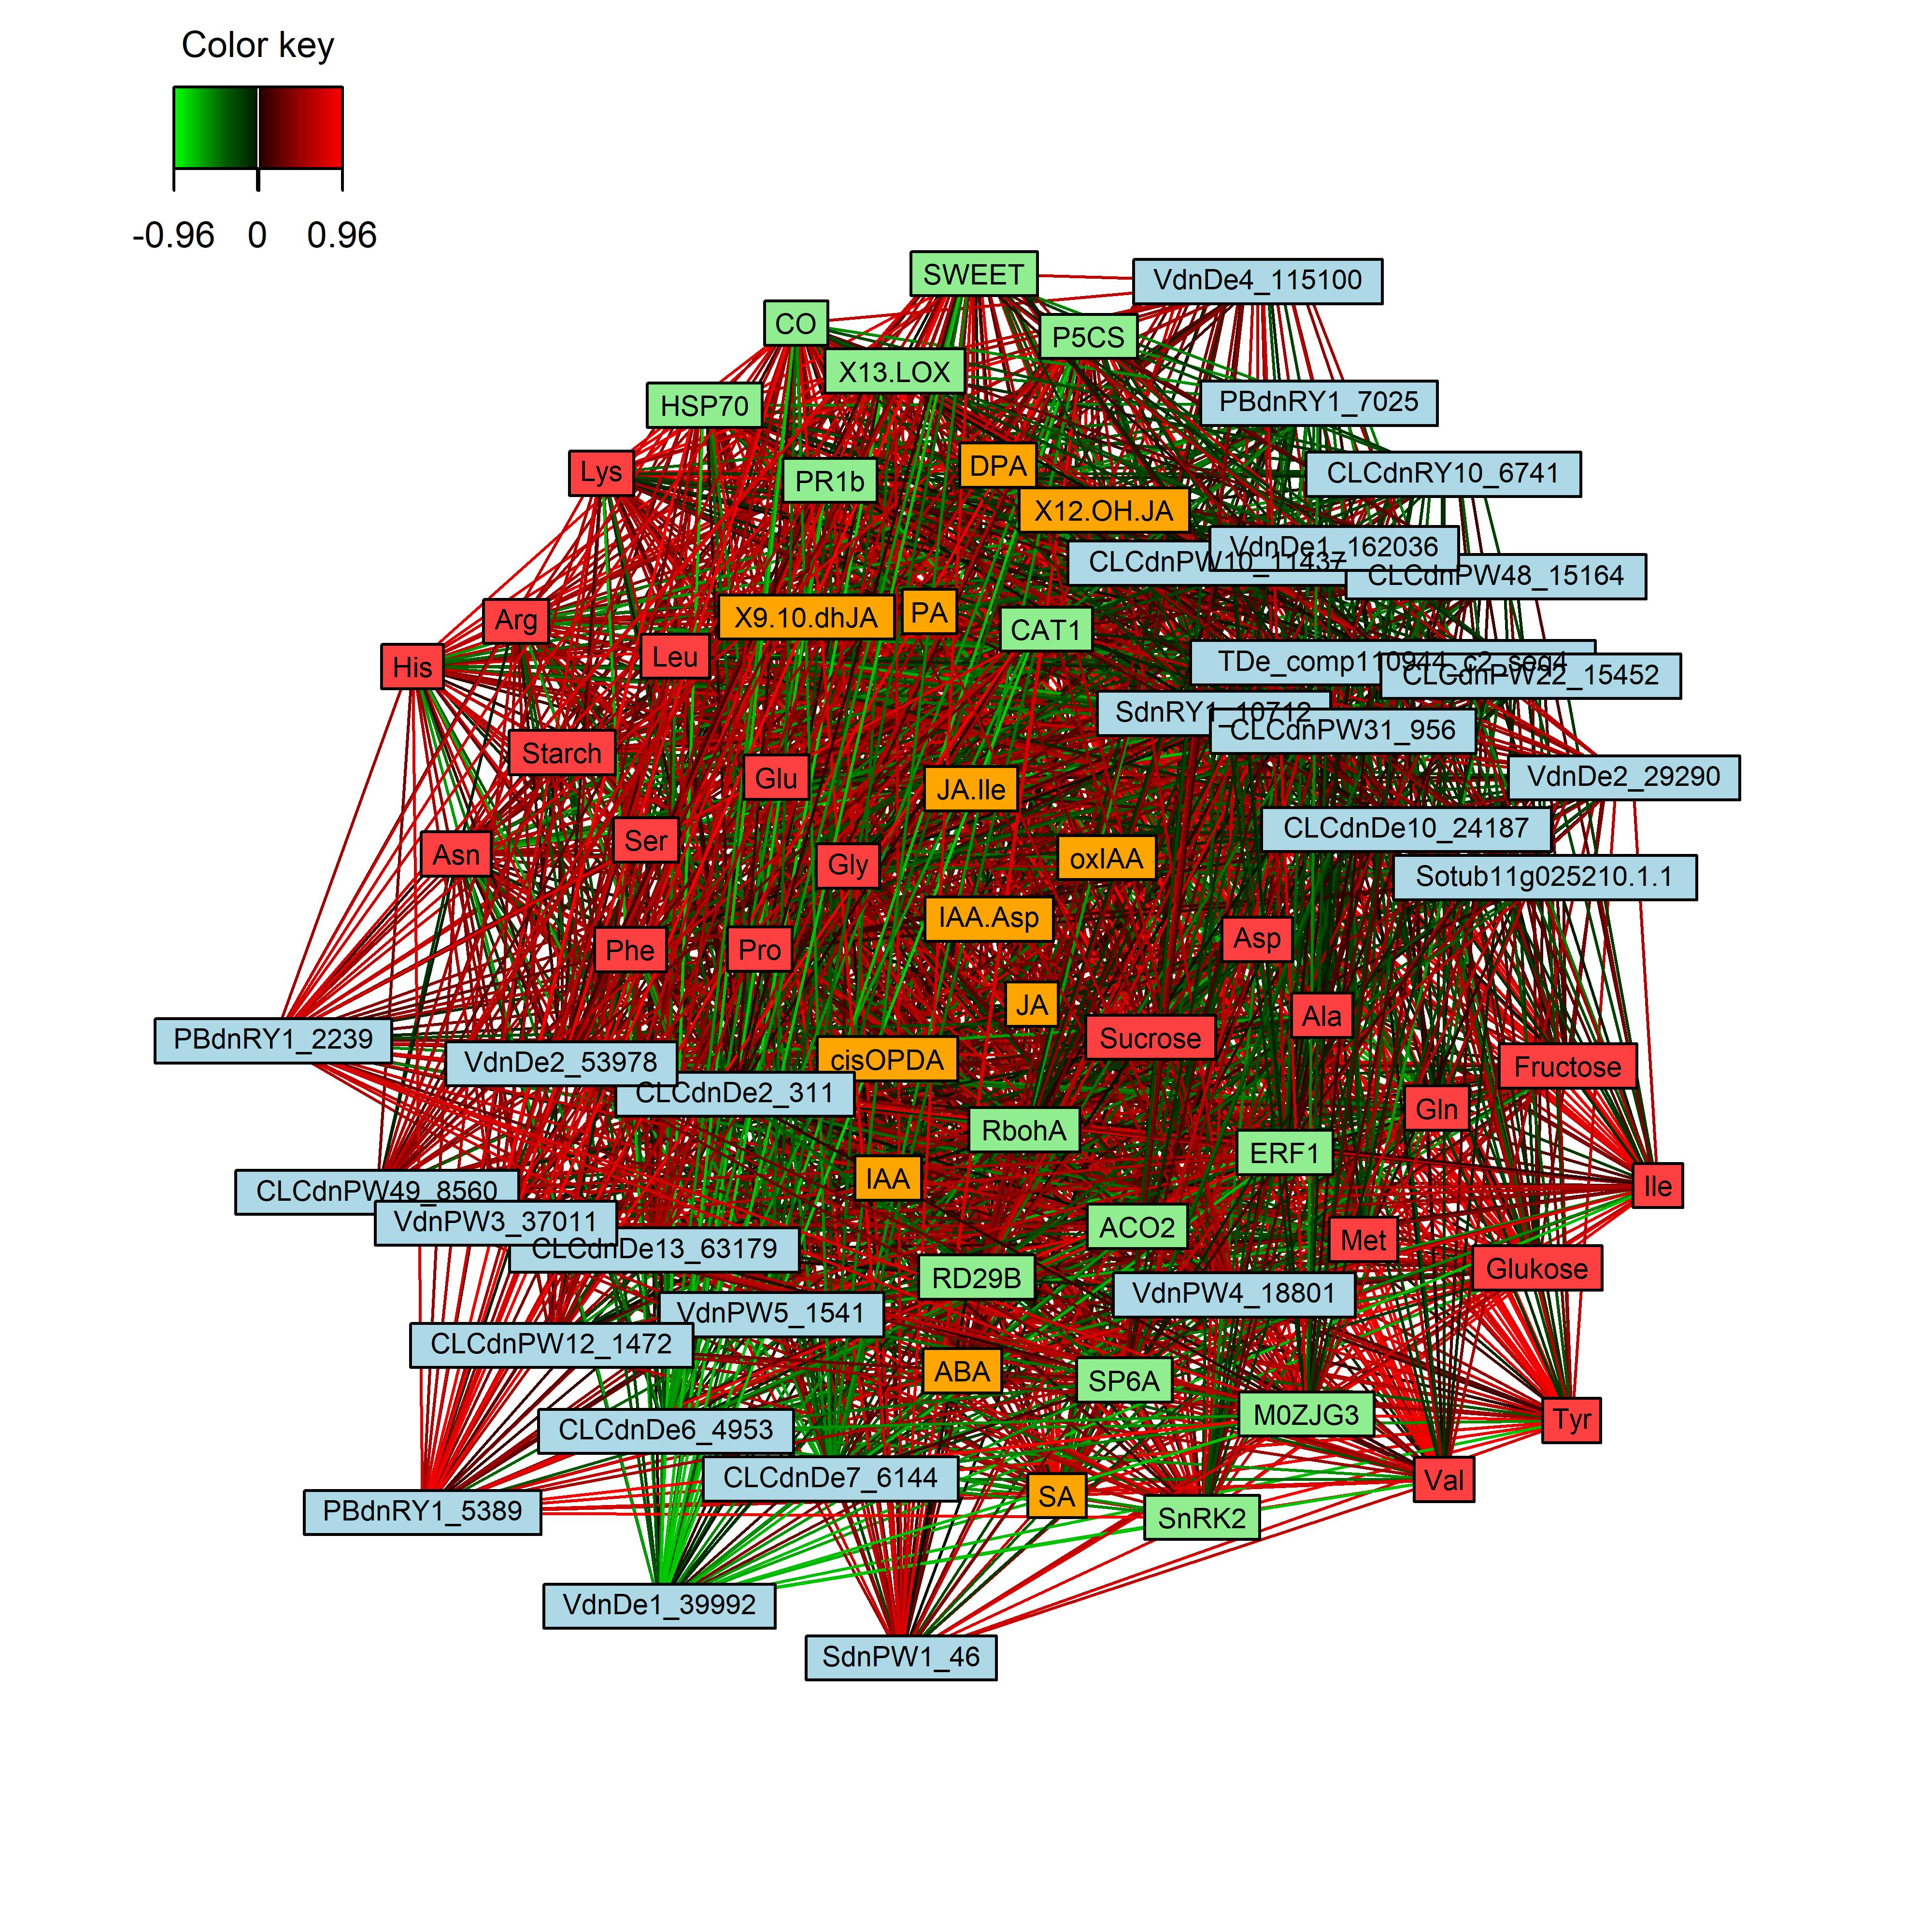 Color key
-0.96 0 0.96
SWEET
VdnDe4_115100
CO
P5CS
X13.LOX
HSP70
PBdnRY1_7025
DPA
Lys
CLCdnRY10_6741
PR1b
X12.OH.JA
VdnDe1_162036
CLCdnPW10_11437
CLCdnPW48_15164
PA
X9.10.dhJA
Arg
CAT1
Leu
TDe_comp110944_c2_seq4
His
CLCdnPW22_15452
SdnRY1_10712
CLCdnPW31_956
Starch
Glu
VdnDe2_29290
JA.Ile
CLCdnDe10_24187
Ser
Asn
oxIAA
Gly
Sotub11g025210.1.1
IAA.Asp
Asp
Phe
Pro
JA
Ala
Sucrose
PBdnRY1_2239
cisOPDA
VdnDe2_53978
Fructose
CLCdnDe2_311
Gln
RbohA
ERF1
IAA
Ile
CLCdnPW49_8560
VdnPW3_37011
ACO2
Met
CLCdnDe13_63179
Glukose
RD29B
VdnPW4_18801
VdnPW5_1541
CLCdnPW12_1472
ABA
SP6A
M0ZJG3
Tyr
CLCdnDe6_4953
CLCdnDe7_6144
Val
SA
PBdnRY1_5389
SnRK2
VdnDe1_39992
SdnPW1_46